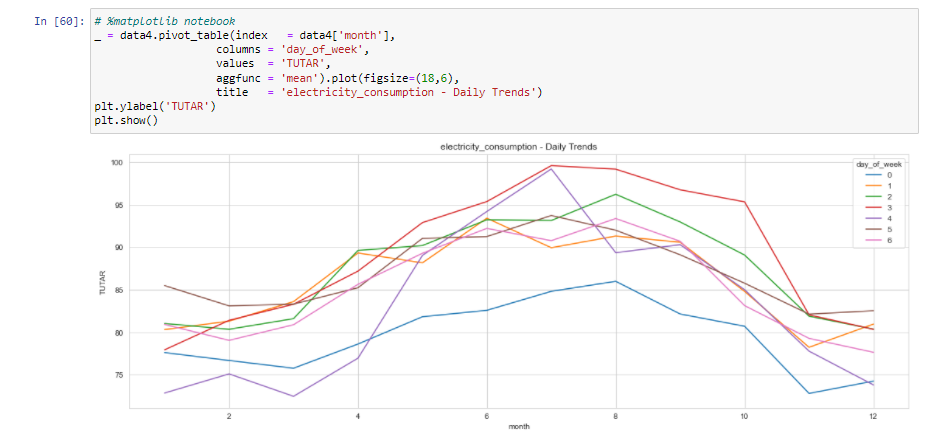 In [60]: # %matplotlib notebook
_ = data4.pivot_table(index   = data4['month'],
columns = 'day_of_week',
values  = 'TUTAR',
aggfunc = 'mean').plot(figsize=(18,6),
title   = 'electricity_consumption - Daily Trends')
plt.ylabel('TUTAR')
plt.show()
electricity_consumption - Daily Trends
100
95
90
85
80
75
TUTAR
day_of_week
0
1
2
3
4
5
6
2 4 6 8 10 12
month